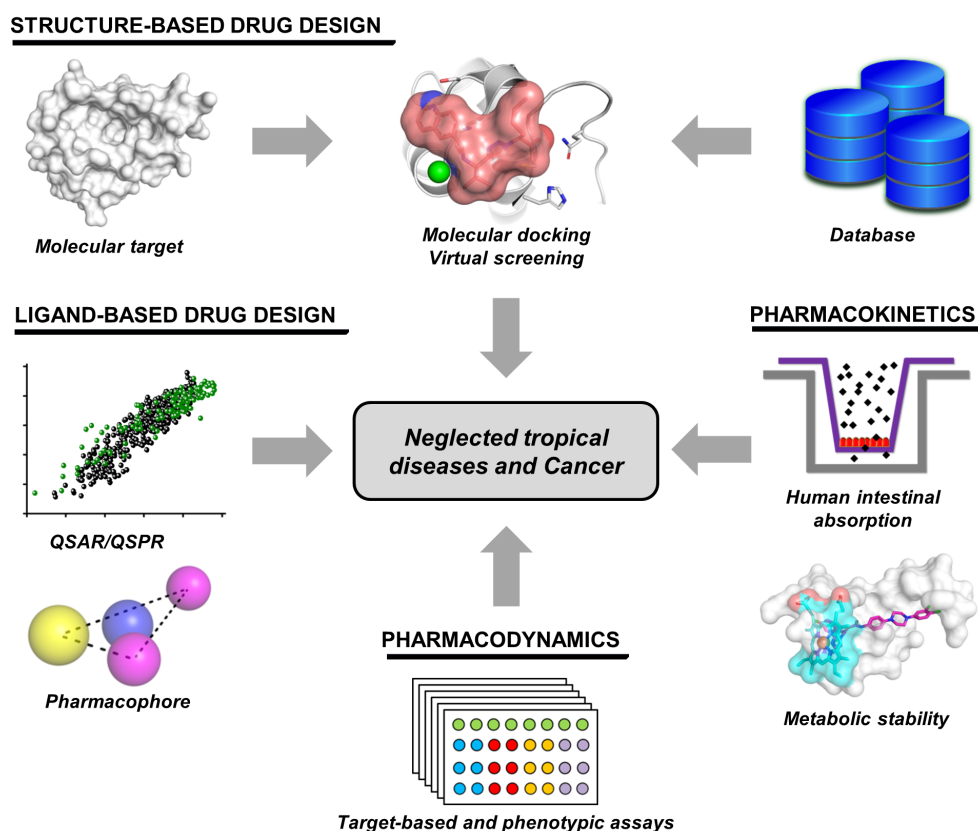 STRUCTURE-BASED DRUG DESIGN
Molecular target
Molecular docking
Virtual screening
Database
LIGAND-BASED DRUG DESIGN
PHARMACOKINETICS
Neglected tropical
diseases and Cancer
QSAR/QSPR
Human intestinal
absorption
Pharmacophore
PHARMACODYNAMICS
Metabolic stability
Target-based and phenotypic assays